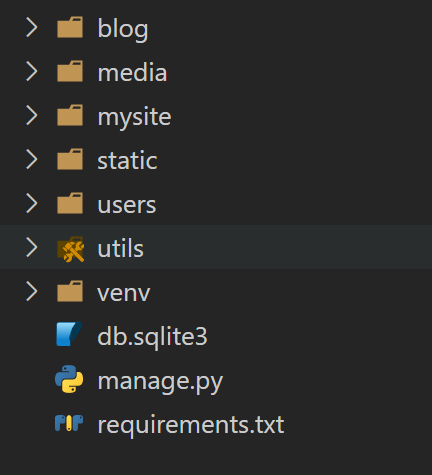 blog
media
mysite
static
users
utils
venv
db.sqlite3
manage.py
requirements.txt